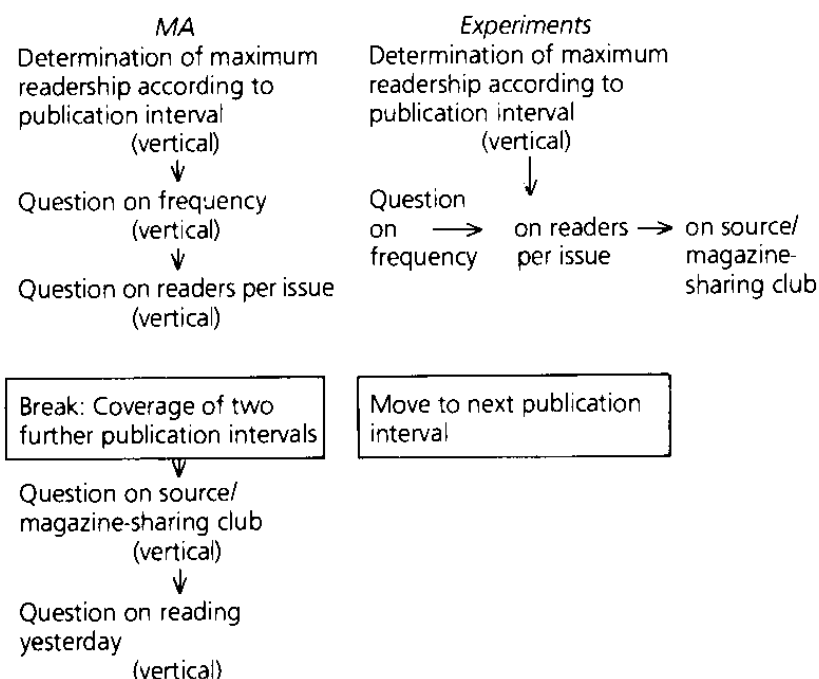 MA
Determination of maximum
readership according to
publication interval
(vertical)
Question on frequency
(vertical)
Question on readers per issue
(vertical)
Break: Coverage of two
further publication intervals
Question on source/
magazine-sharing club
(vertical)
Question on reading
yesterday
(vertical)
Experiments
Determination of maximum
readership according to
publication interval
(vertical)
Question
on
frequency
on readers
per issue
on source/
magazine-
sharing club
Move to next publication
interval